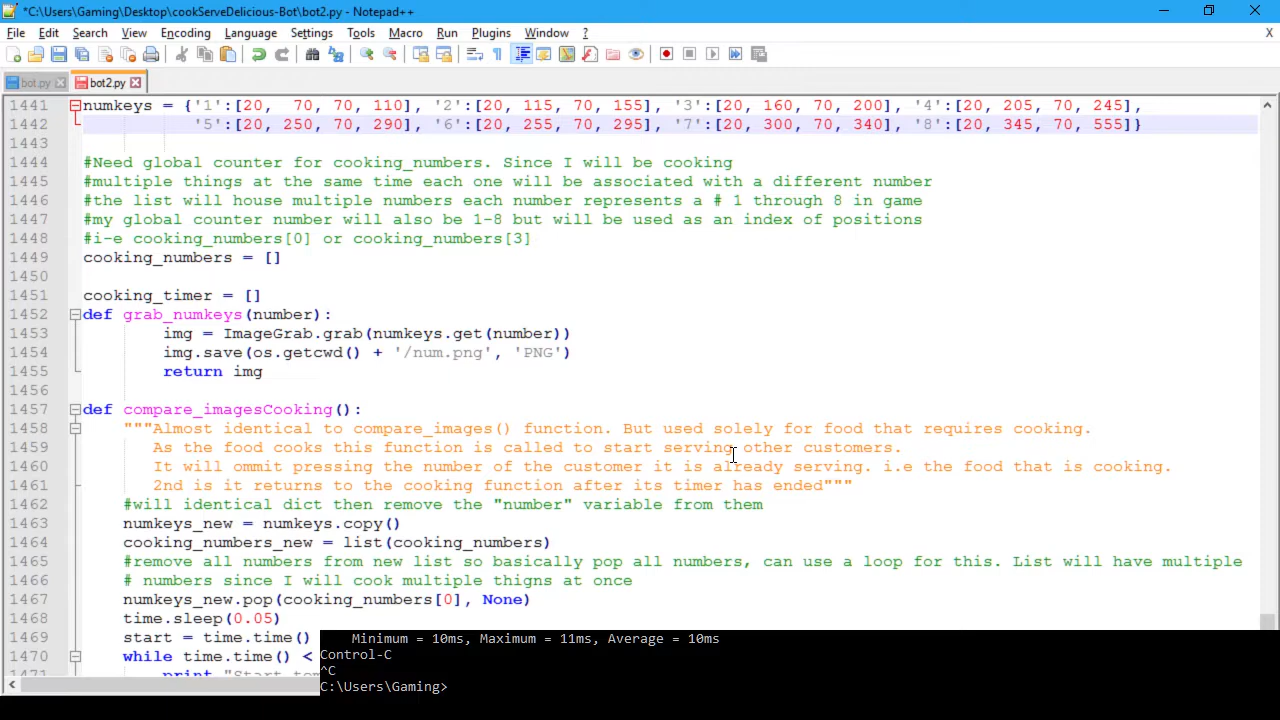 *C:\Users\Gaming\Desktop\cookServeDelicious-Bot\bot2.py - Notepad++
File Edit Search View Encoding Language Settings Tools Macro Run Plugins Window ? X
bot.py bot2.py
1441 numkeys = {'1':[20,  70, 70, 110], '2':[20, 115, 70, 155], '3':[20, 160, 70, 200], '4':[20, 205, 70, 245],
1442 '5':[20, 250, 70, 290], '6':[20, 255, 70, 295], '7':[20, 300, 70, 340], '8':[20, 345, 70, 555]}
1443
1444 #Need global counter for cooking_numbers. Since I will be cooking
1445 #multiple things at the same time each one will be associated with a different number
1446 #the list will house multiple numbers each number represents a # 1 through 8 in game
1447 #my global counter number will also be 1-8 but will be used as an index of positions
1448 #i-e cooking_numbers[0] or cooking_numbers[3]
1449 cooking_numbers = []
1450
1451 cooking_timer = []
1452 def grab_numkeys(number):
1453 img = ImageGrab.grab(numkeys.get(number))
1454 img.save(os.getcwd() + '/num.png', 'PNG')
1455 return img
1456
1457 def compare_imagesCooking():
1458 """Almost identical to compare_images() function. But used solely for food that requires cooking.
1459 As the food cooks this function is called to start serving other customers.
1460 It will ommit pressing the number of the customer it is already serving. i.e the food that is cooking.
1461 2nd is it returns to the cooking function after its timer has ended"""
1462 #will identical dict then remove the "number" variable from them
1463 numkeys_new = numkeys.copy()
1464 cooking_numbers_new = list(cooking_numbers)
1465 #remove all numbers from new list so basically pop all numbers, can use a loop for this. List will have multiple
1466 # numbers since I will cook multiple thigns at once
1467 numkeys_new.pop(cooking_numbers[0], None)
1468 time.sleep(0.05)
1469 start = time.time()
1470 while time.time() <
1471 print "Start tem
Minimum = 10ms, Maximum = 11ms, Average = 10ms
Control-C
^C
C:\Users\Gaming>